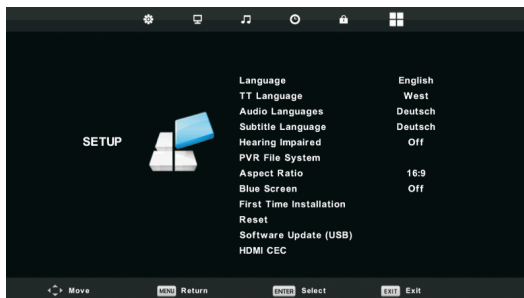 Language English
TT Language West
Audio Languages Deutsch
Subtitle Language Deutsch
SETUP
Hearing Impaired Off
PVR File System
Aspect Ratio 16:9
Blue Screen Off
First Time Installation
Reset
Software Update (USB)
HDMI CEC
Move MENU Return ENTER Select EXIT Exit